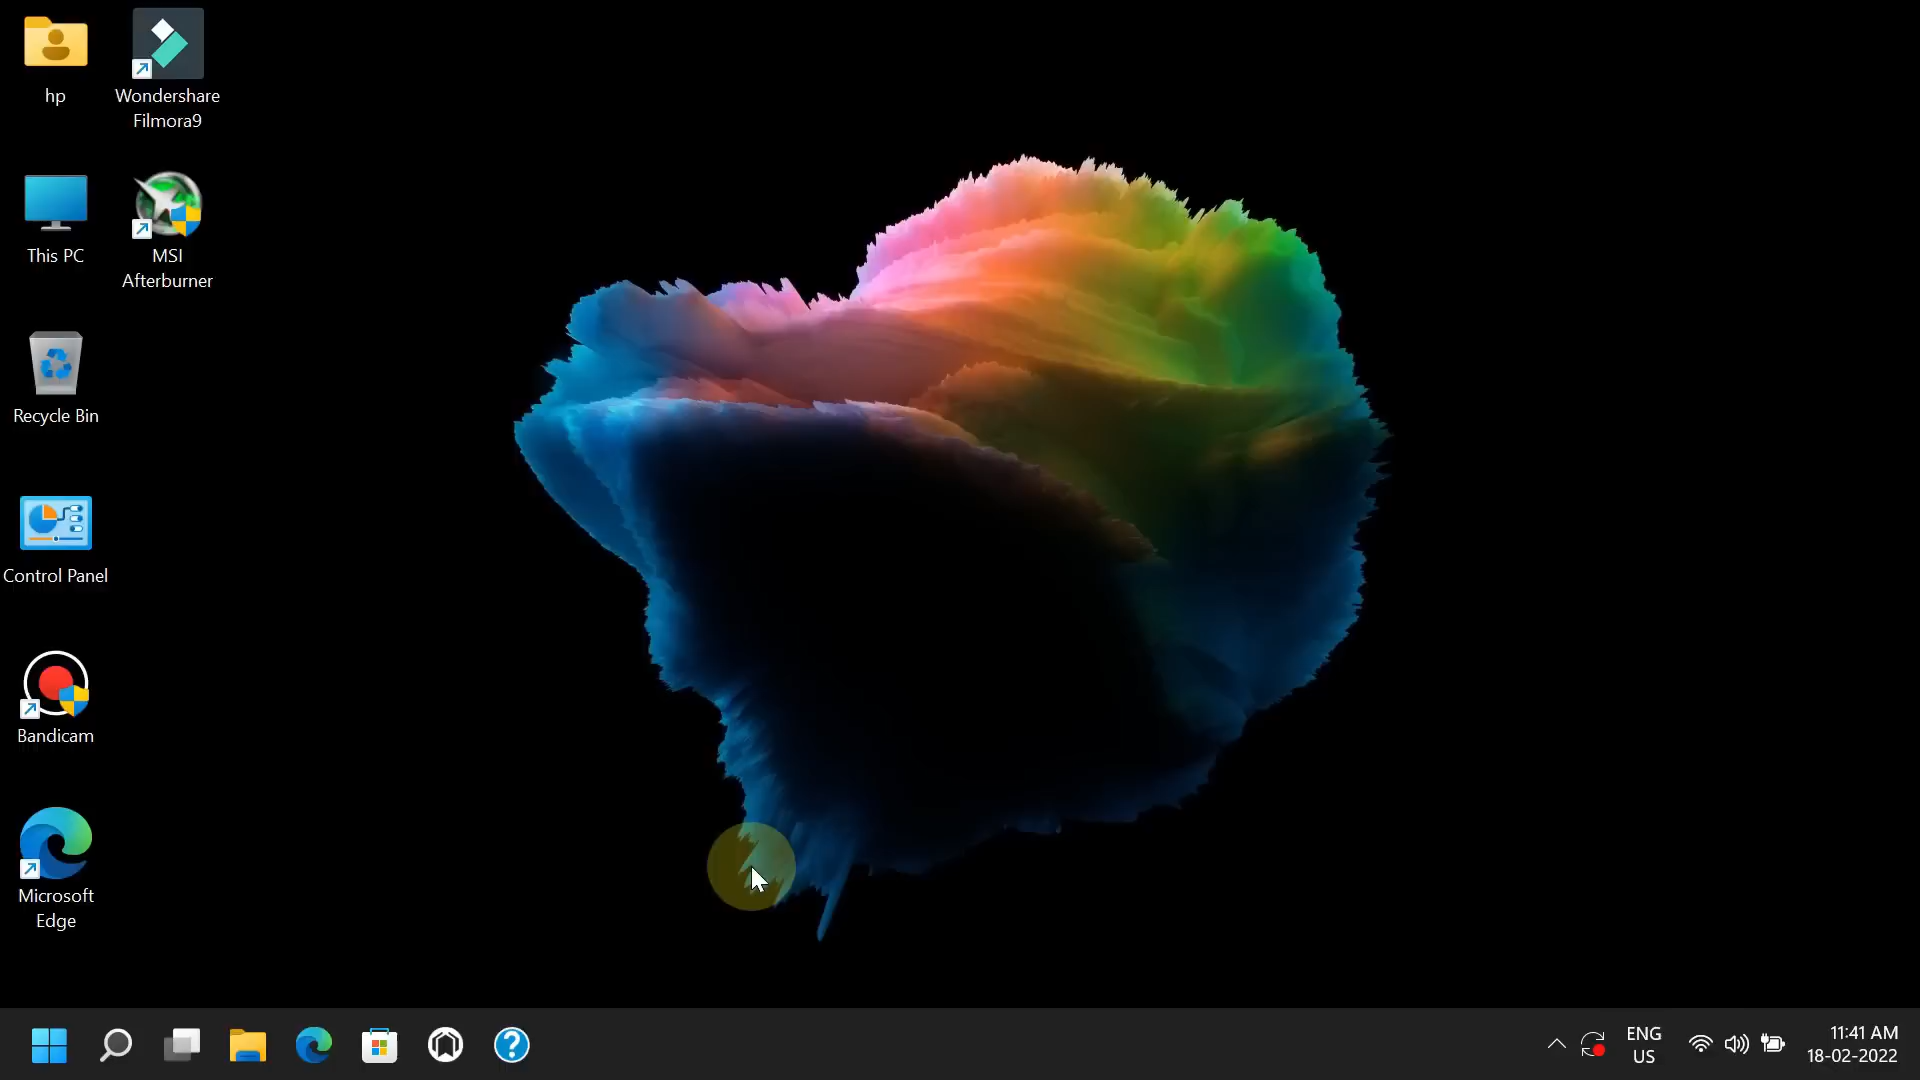 hp
Wondershare
Filmora9
This PC
MSI
Afterburner
Recycle Bin
Control Panel
Bandicam
Microsoft
Edge
ENG
US
11:41 AM
18-02-2022